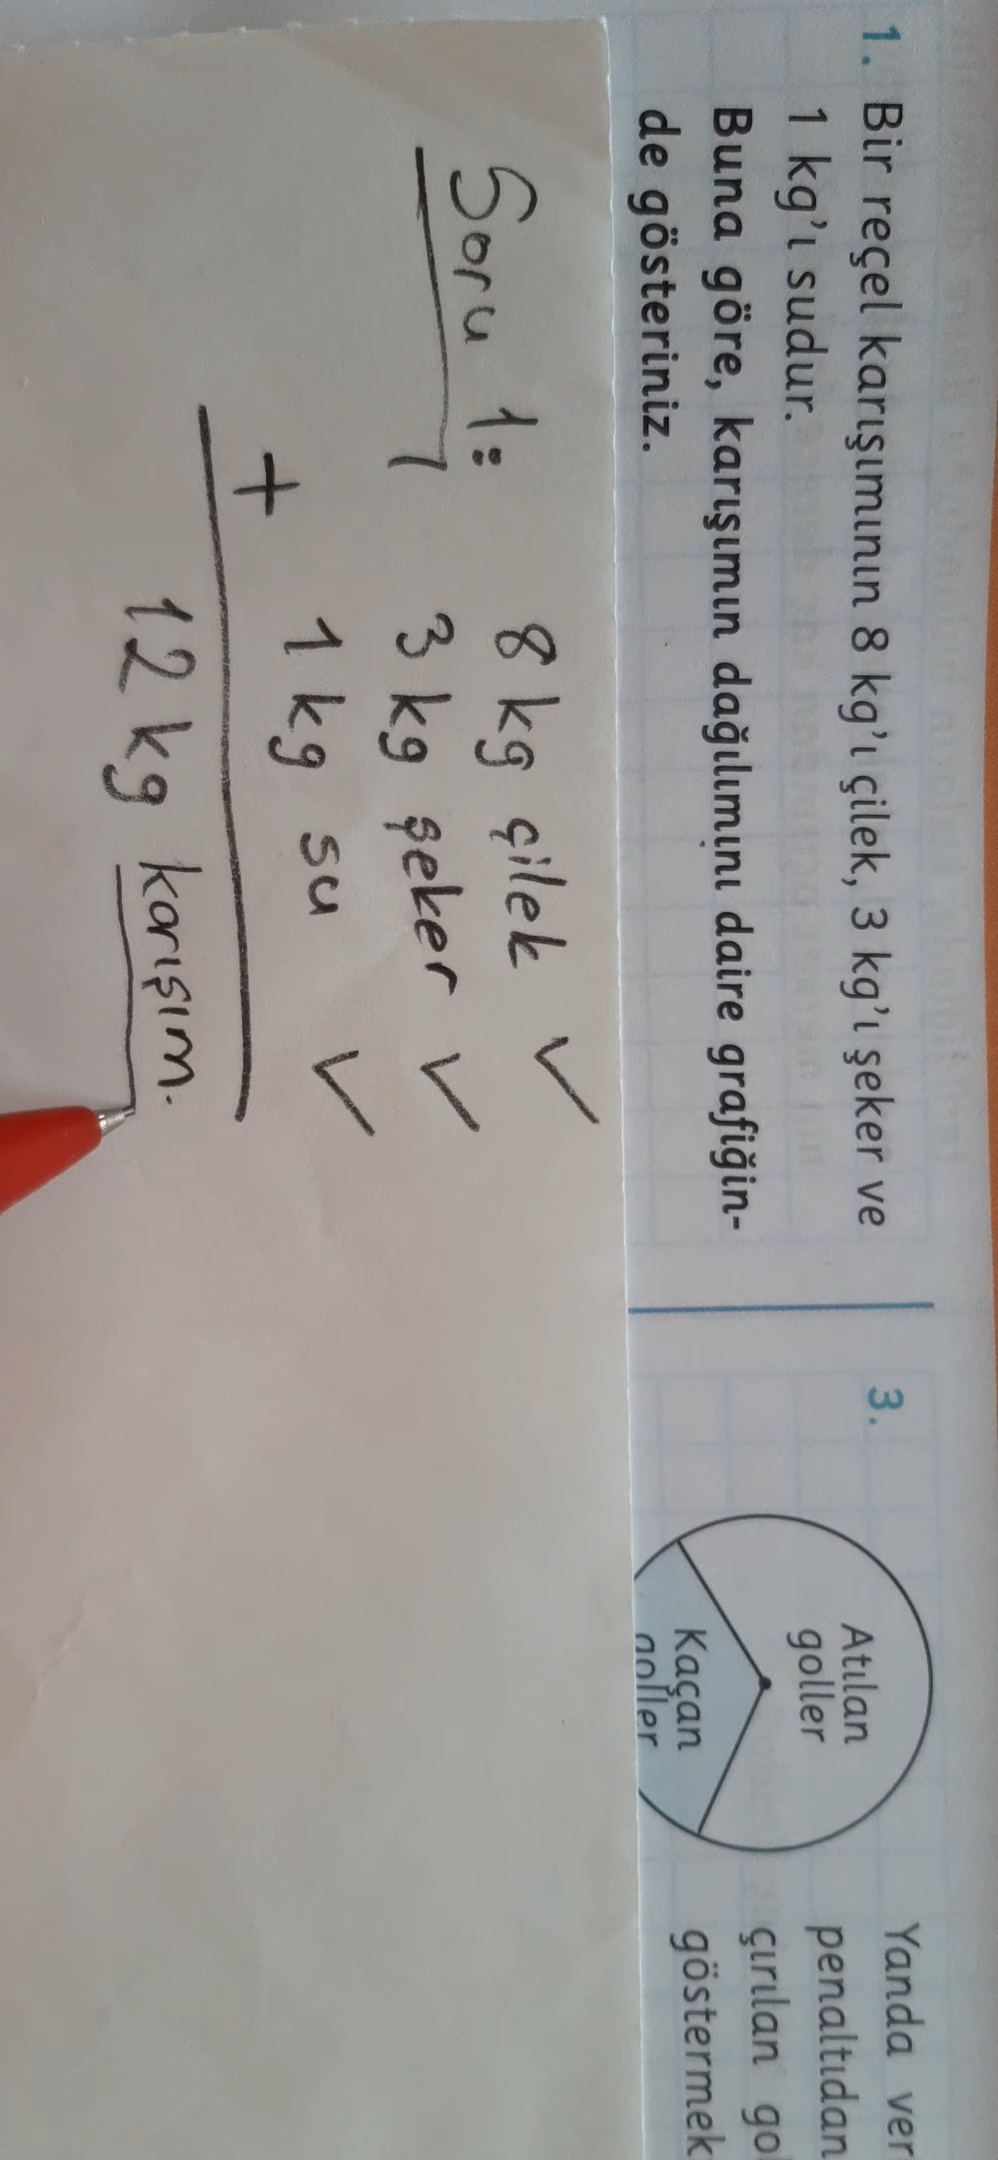 1. Bir reçel karışımının 8 kg'ı çilek, 3 kg'ı şeker ve
1 kg'ı sudur.
Buna göre, karışımın dağılımını daire grafiğin-
de gösteriniz.
3.
Atılan
goller
Kaçan
goller
Yanda ver
penaltıdan
çırılan gol
göstermek
Soru 1:
8 kg çilek ✓
3 kg şeker ✓
+ 1 kg su ✓
12 kg karışım.